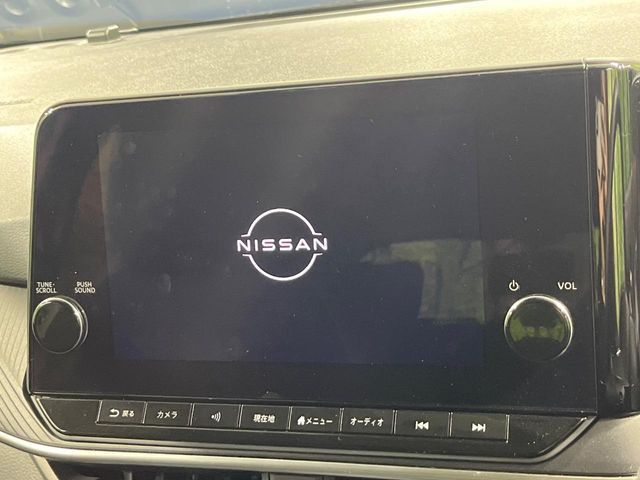 NISSAN
TUNE·
SCROLL
PUSH
SOUND
VOL
戻る
カメラ
現在地
メニュー
オーディオ